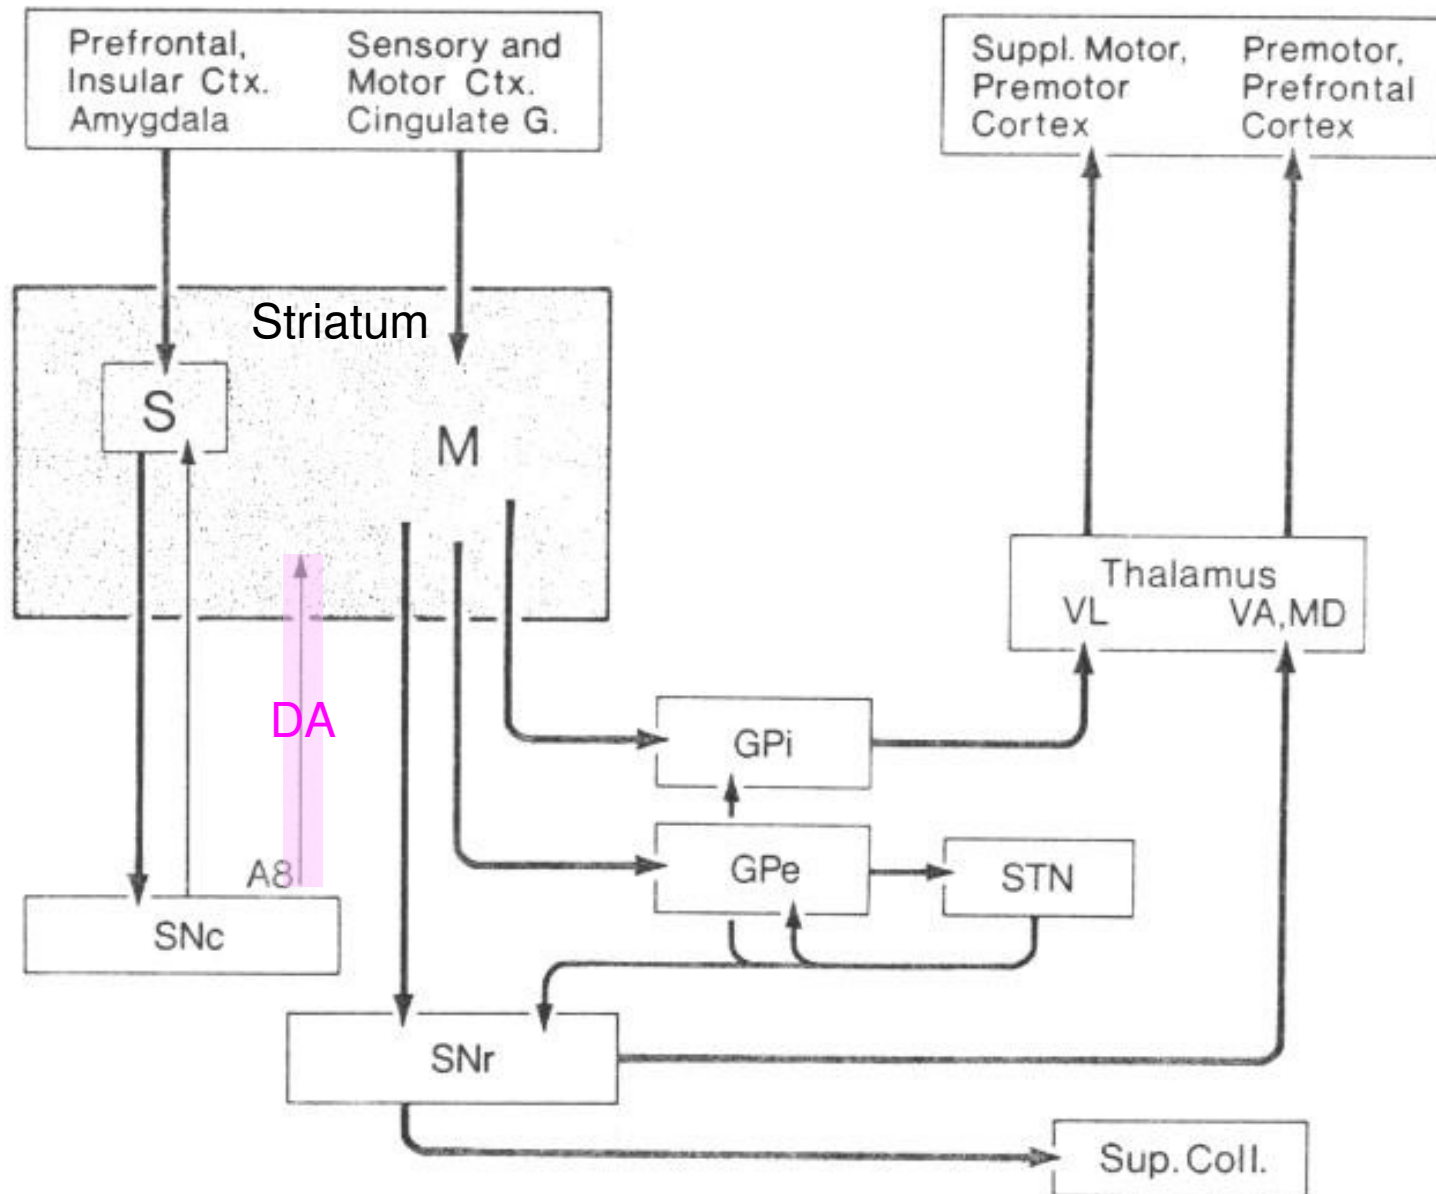 Prefrontal,
Insular Ctx.
Amygdala
Sensory and
Motor Ctx.
Cingulate G.
Suppl. Motor,
Premotor
Cortex
Premotor,
Prefrontal
Cortex
Striatum
S
M
Thalamus
VL VA,MD
DA
GPi
GPe
STN
A8
SNc
SNr
Sup. Coll.